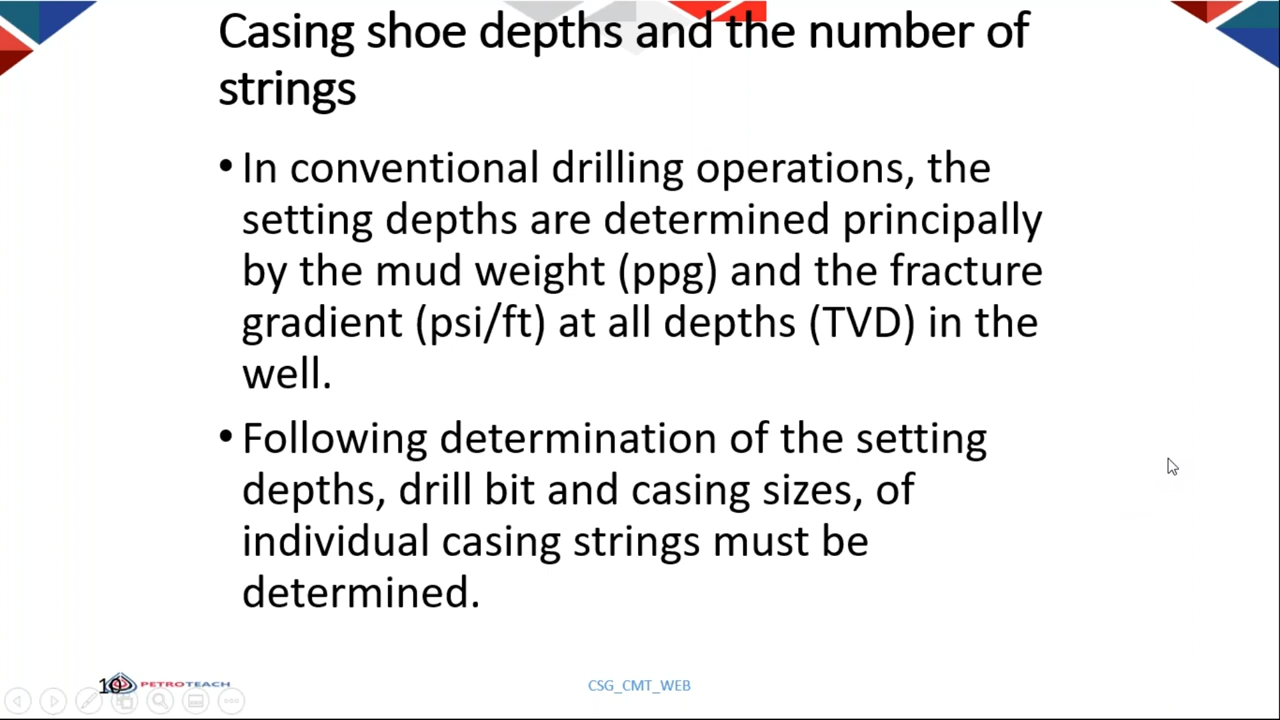 Casing shoe depths and the number of
strings
• In conventional drilling operations, the
setting depths are determined principally
by the mud weight (ppg) and the fracture
gradient (psi/ft) at all depths (TVD) in the
well.
• Following determination of the setting
depths, drill bit and casing sizes, of
individual casing strings must be
determined.
PETROTEACH
CSG_CMT_WEB